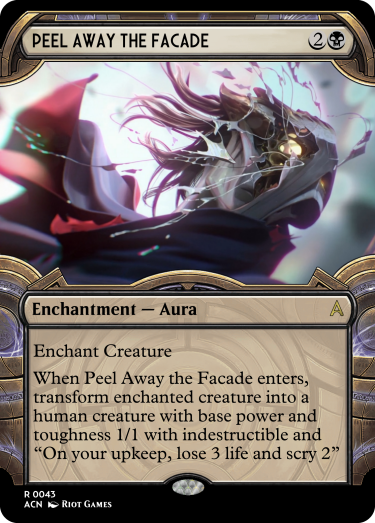 PEEL AWAY THE FACADE 2
Enchantment — Aura
Enchant Creature
When Peel Away the Facade enters,
transform enchanted creature into a
human creature with base power and
toughness 1/1 with indestructible and
“On your upkeep, lose 3 life and scry 2”
R 0043
ACN Riot Games